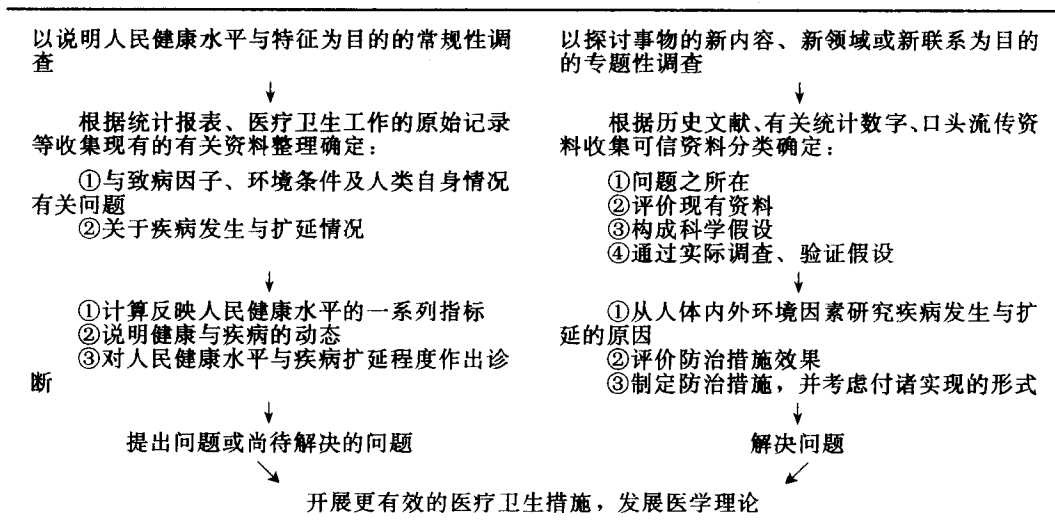 以说明人民健康水平与特征为目的的常规性调
查
根据统计报表、医疗卫生工作的原始记录
等收集现有的有关资料整理确定：
①与致病因子、环境条件及人类自身情况
有关问题
②关于疾病发生与扩延情况
①计算反映人民健康水平的一系列指标
②说明健康与疾病的动态
③对人民健康水平与疾病扩延程度作出诊
断
提出问题或尚待解决的问题
以探讨事物的新内容、新领域或新联系为目的
的专题性调查
根据历史文献、有关统计数字、口头流传资
料收集可信资料分类确定：
①问题之所在
②评价现有资料
③构成科学假设
④通过实际调查、验证假设
①从人体内外环境因素研究疾病发生与扩
延的原因
②评价防治措施效果
③制定防治措施，并考虑付诸实现的形式
解决问题
开展更有效的医疗卫生措施，发展医学理论